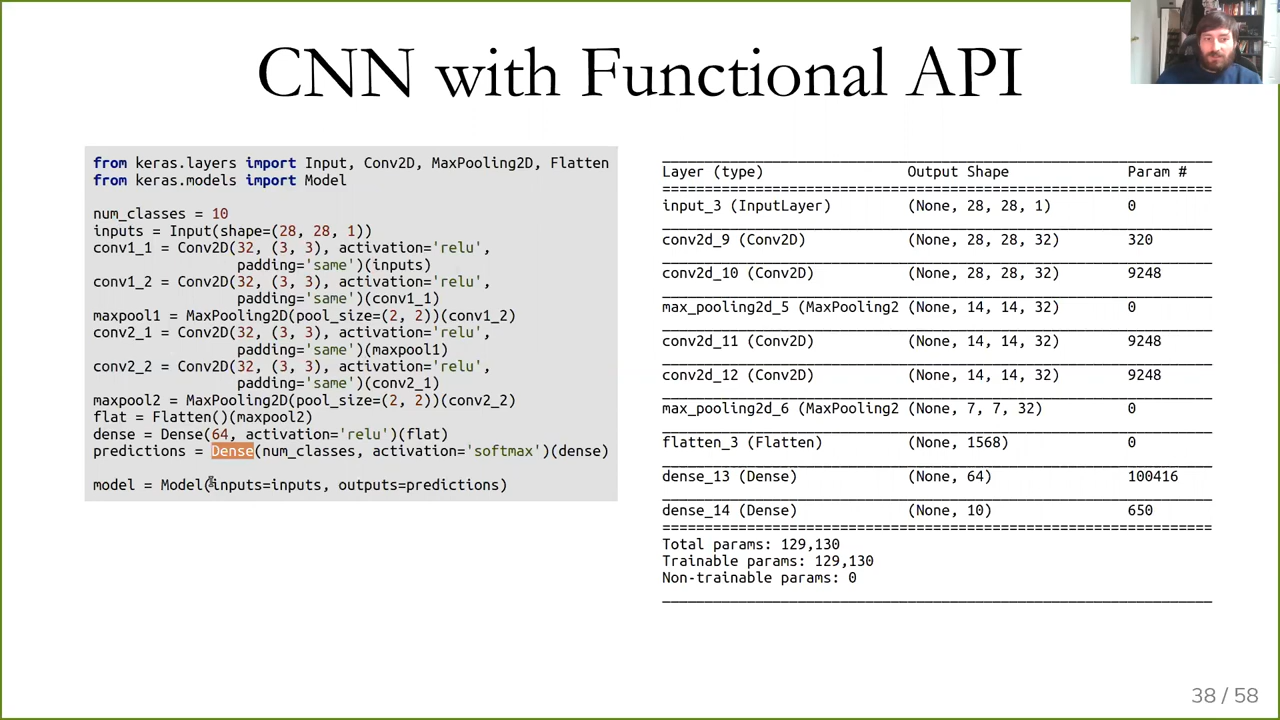 CNN with Functional API
from keras.layers import Input, Conv2D, MaxPooling2D, Flatten
from keras.models import Model
num_classes = 10
inputs = Input(shape=(28, 28, 1))
conv1_1 = Conv2D(32, (3, 3), activation='relu',
padding='same')(inputs)
conv1_2 = Conv2D(32, (3, 3), activation='relu',
padding='same')(conv1_1)
maxpool1 = MaxPooling2D(pool_size=(2, 2))(conv1_2)
conv2_1 = Conv2D(32, (3, 3), activation='relu',
padding='same')(maxpool1)
conv2_2 = Conv2D(32, (3, 3), activation='relu',
padding='same')(conv2_1)
maxpool2 = MaxPooling2D(pool_size=(2, 2))(conv2_2)
flat = Flatten()(maxpool2)
dense = Dense(64, activation='relu')(flat)
predictions = Dense(num_classes, activation='softmax')(dense)
model = Model(inputs=inputs, outputs=predictions)
Layer (type) Output Shape Param #
input_3 (InputLayer) (None, 28, 28, 1) 0
conv2d_9 (Conv2D) (None, 28, 28, 32) 320
conv2d_10 (Conv2D) (None, 28, 28, 32) 9248
max_pooling2d_5 (MaxPooling2 (None, 14, 14, 32) 0
conv2d_11 (Conv2D) (None, 14, 14, 32) 9248
conv2d_12 (Conv2D) (None, 14, 14, 32) 9248
max_pooling2d_6 (MaxPooling2 (None, 7, 7, 32) 0
flatten_3 (Flatten) (None, 1568) 0
dense_13 (Dense) (None, 64) 100416
dense_14 (Dense) (None, 10) 650
Total params: 129,130
Trainable params: 129,130
Non-trainable params: 0
38 / 58